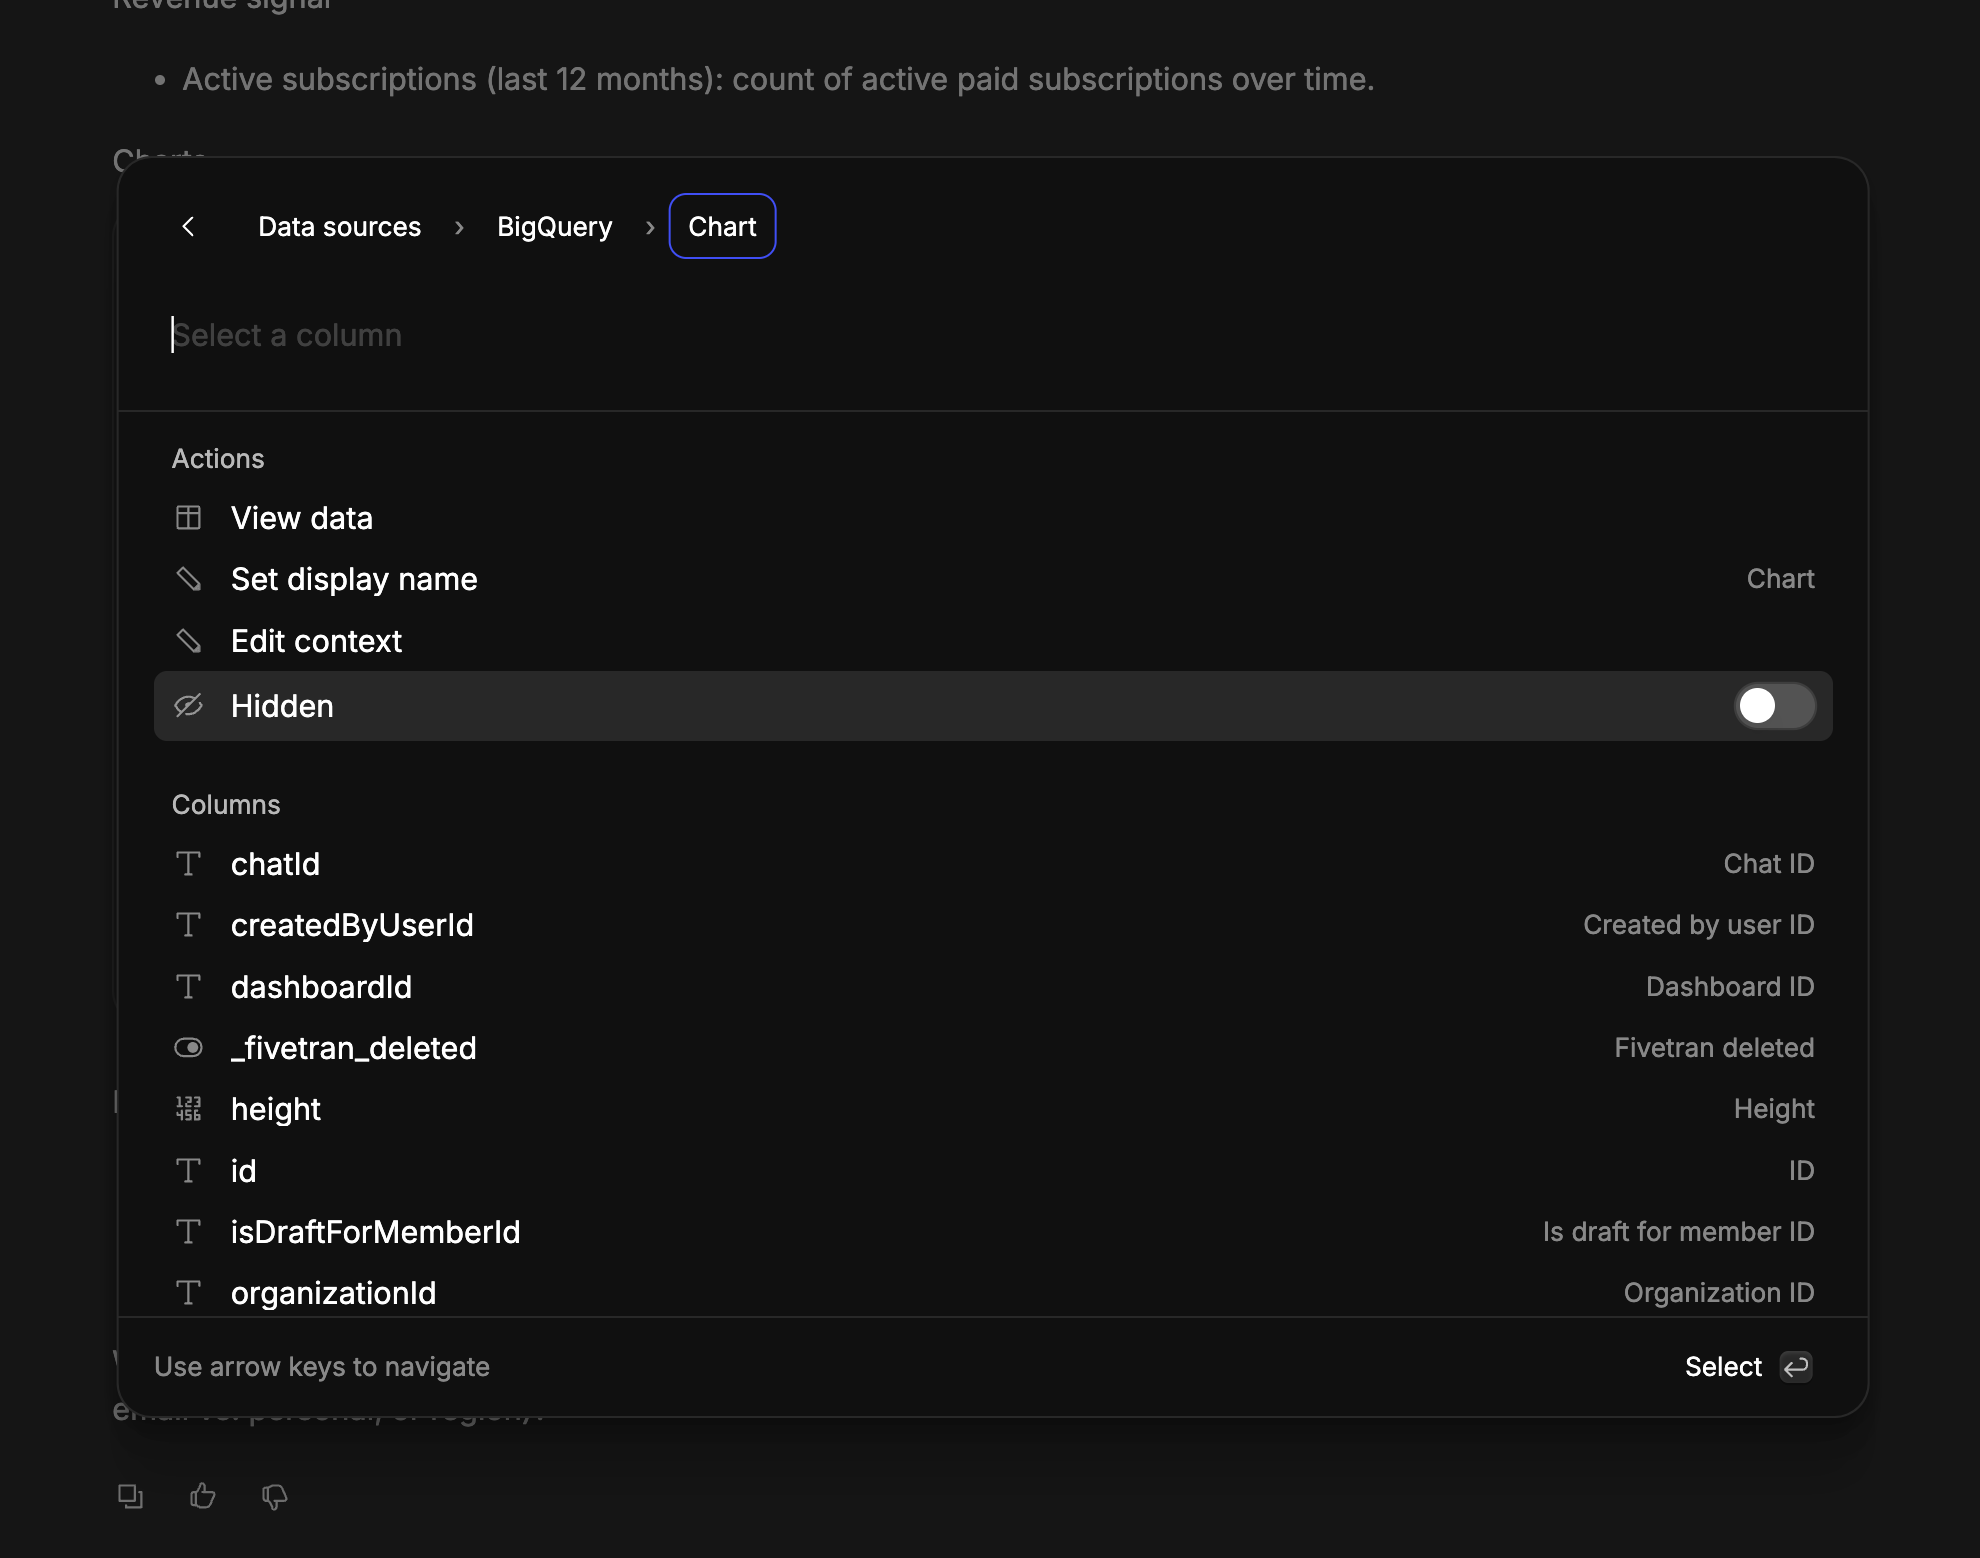 Revenue signal
• Active subscriptions (last 12 months): count of active paid subscriptions over time.
Charts
Data sources › BigQuery › Chart
Select a column
Actions
View data
Set display name Chart
Edit context
Hidden
Columns
chatId Chat ID
createdByUserId Created by user ID
dashboardId Dashboard ID
_fivetran_deleted Fivetran deleted
height Height
id ID
isDraftForMemberId Is draft for member ID
organizationId Organization ID
Use arrow keys to navigate Select
email vs. personal, or region).